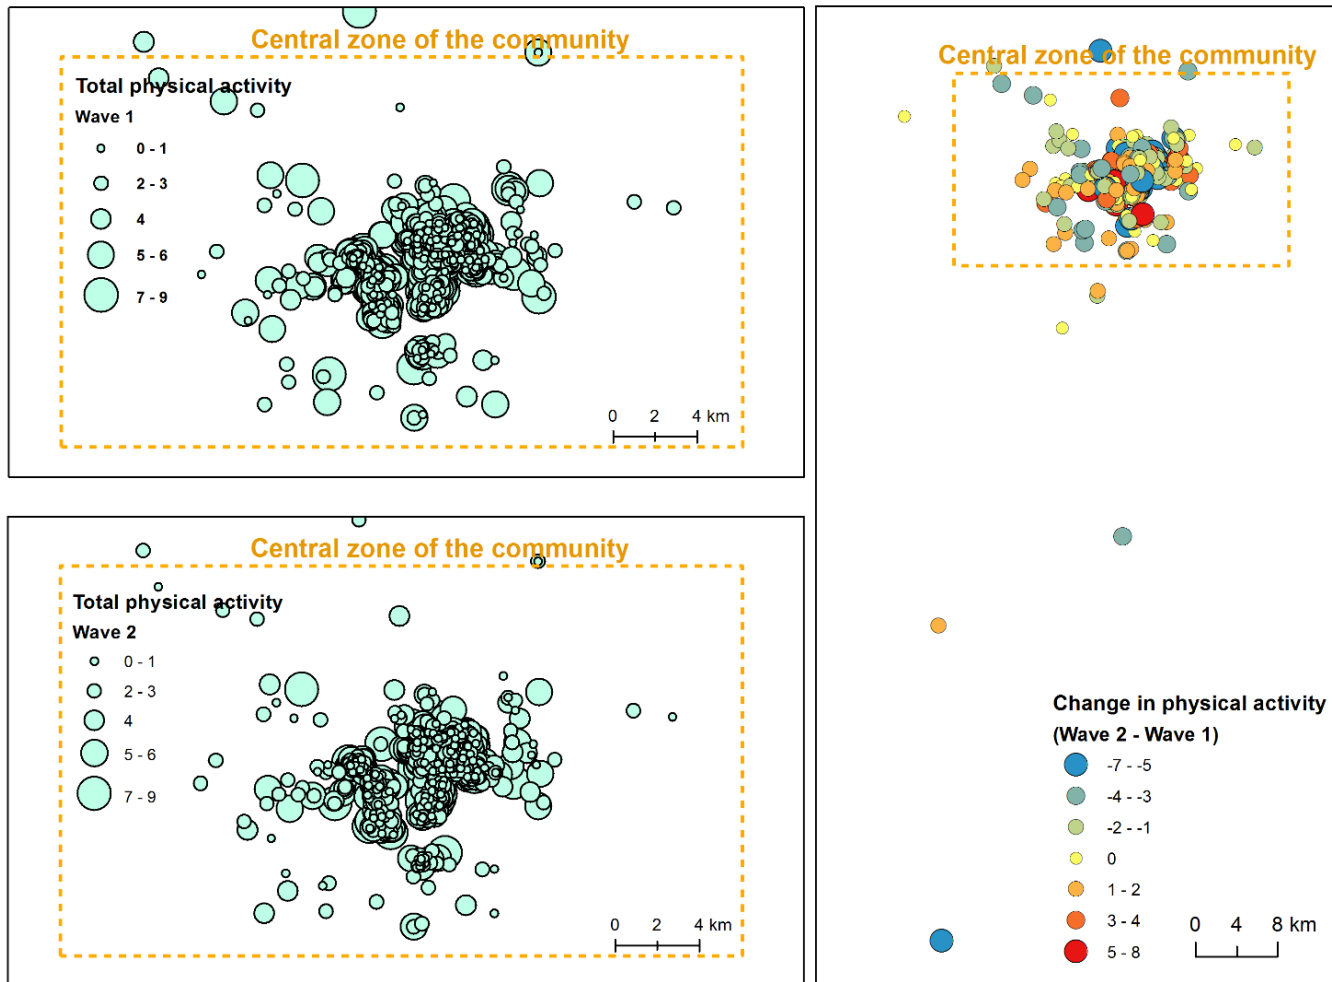 Central zone of the community
Total physical activity
Wave 1
0 - 1
2 - 3
4
5 - 6
7 - 9
0 2 4 km
Central zone of the community
Total physical activity
Wave 2
0 - 1
2 - 3
4
5 - 6
7 - 9
0 2 4 km
Central zone of the community
Change in physical activity
(Wave 2 - Wave 1)
-7 - -5
-4 - -3
-2 - -1
0
1 - 2
3 - 4
5 - 8
0 4 8 km